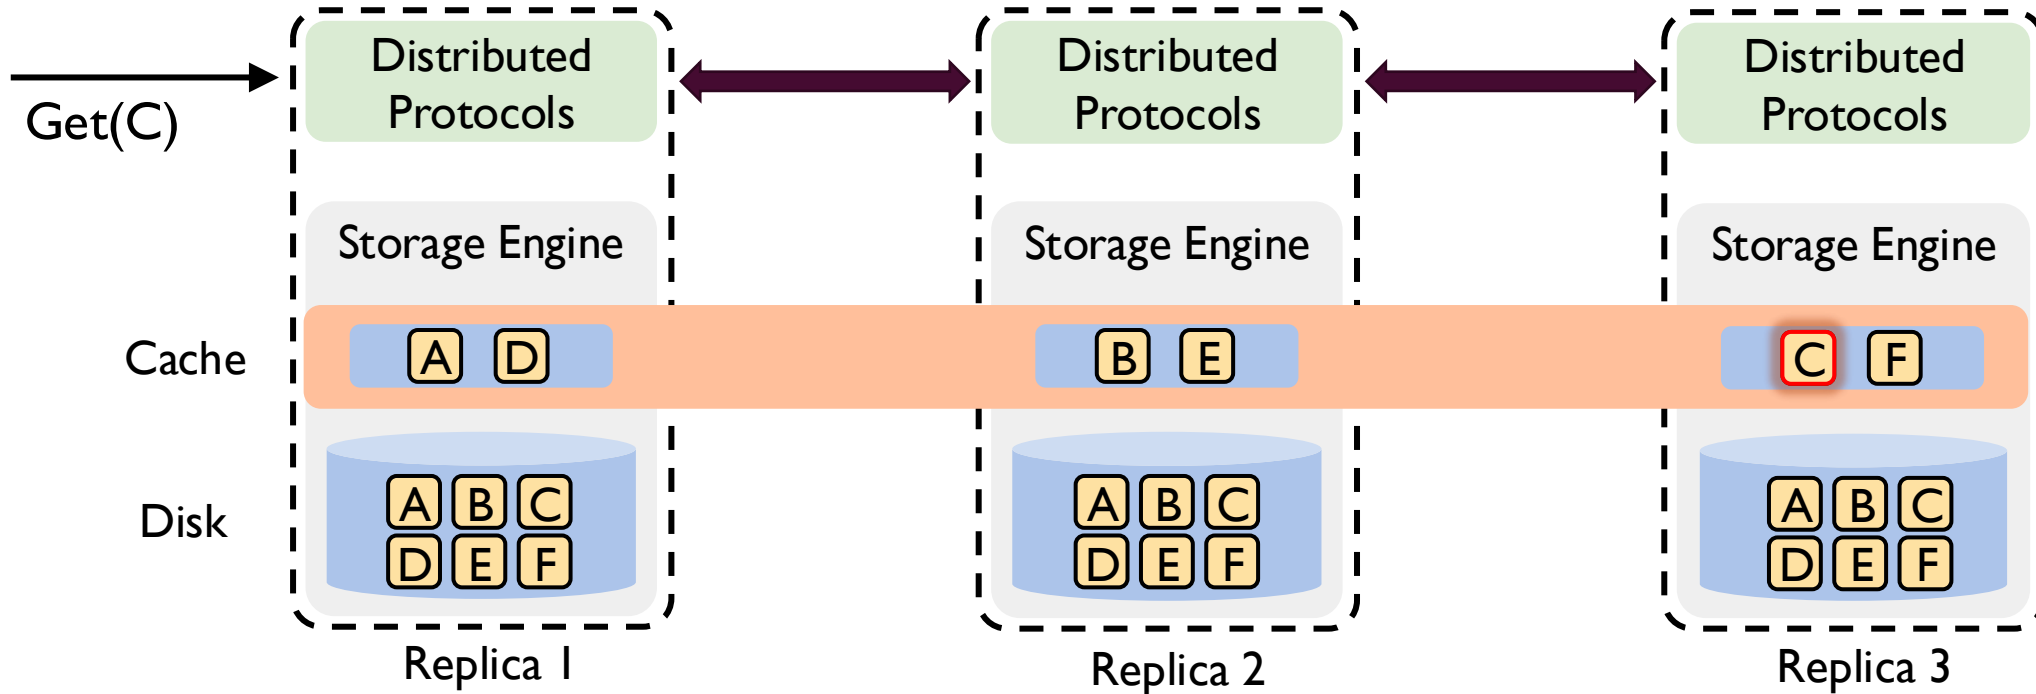 Distributed
Protocols
Distributed
Protocols
Distributed
Protocols
Get(C)
Storage Engine
Storage Engine
Storage Engine
Cache
A D
B E
C F
Disk
A B C
D E F
A B C
D E F
A B C
D E F
Replica 1
Replica 2
Replica 3